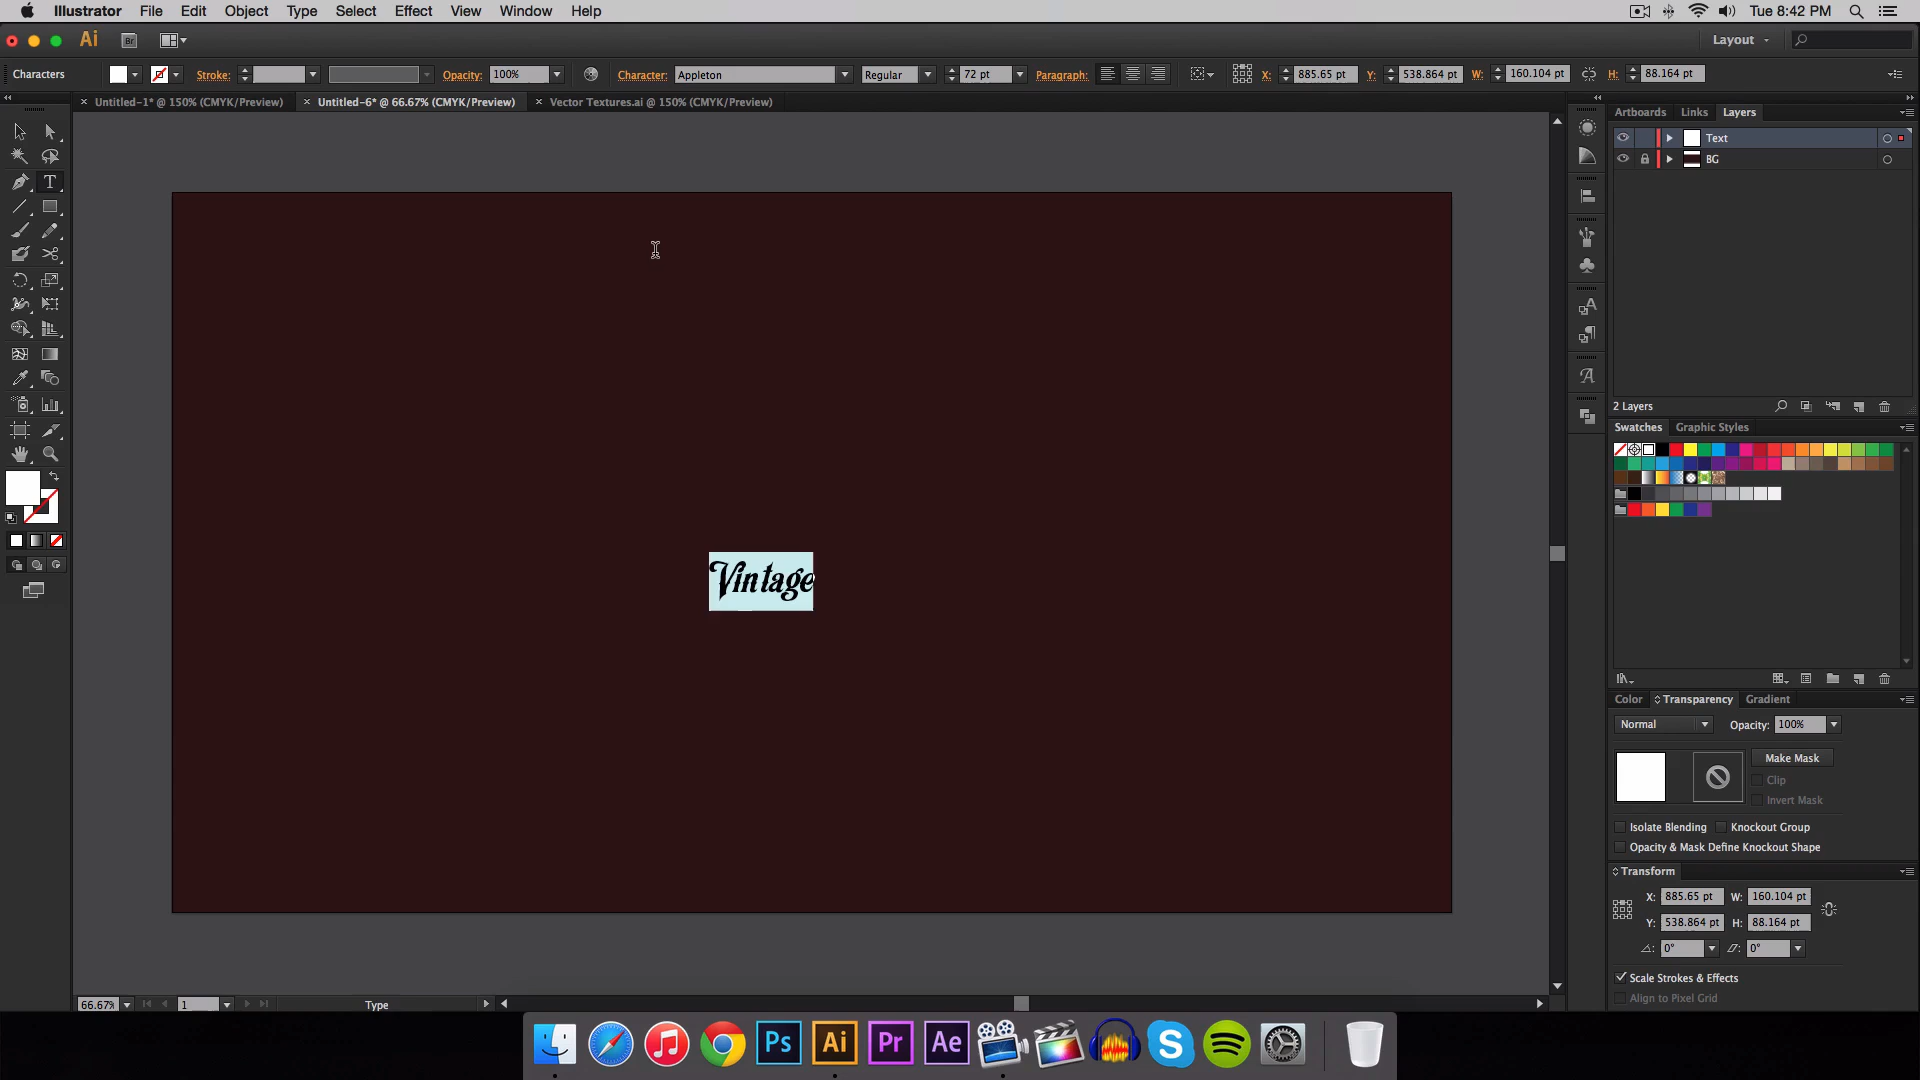 Illustrator File Edit Object Type Select Effect View Window Help Tue 8:42 PM
Ai Br Layout
Characters Stroke: Opacity: 100% Character: Appleton Regular 72 pt Paragraph: X: 885.65 pt Y: 538.864 pt W: 160.104 pt H: 88.164 pt
Untitled-1* @ 150% (CMYK/Preview) Untitled-6* @ 66.67% (CMYK/Preview) Vector Textures.ai @ 150% (CMYK/Preview)
Artboards Links Layers
Text
BG
Vintage
2 Layers
Swatches Graphic Styles
Color Transparency Gradient
Normal Opacity: 100%
Make Mask
Clip
Invert Mask
Isolate Blending Knockout Group
Opacity & Mask Define Knockout Shape
Transform
X: 885.65 pt W: 160.104 pt
Y: 538.864 pt H: 88.164 pt
0° 0°
Scale Strokes & Effects
Align to Pixel Grid
66.67% 1 Type
Ps Ai Pr Ae